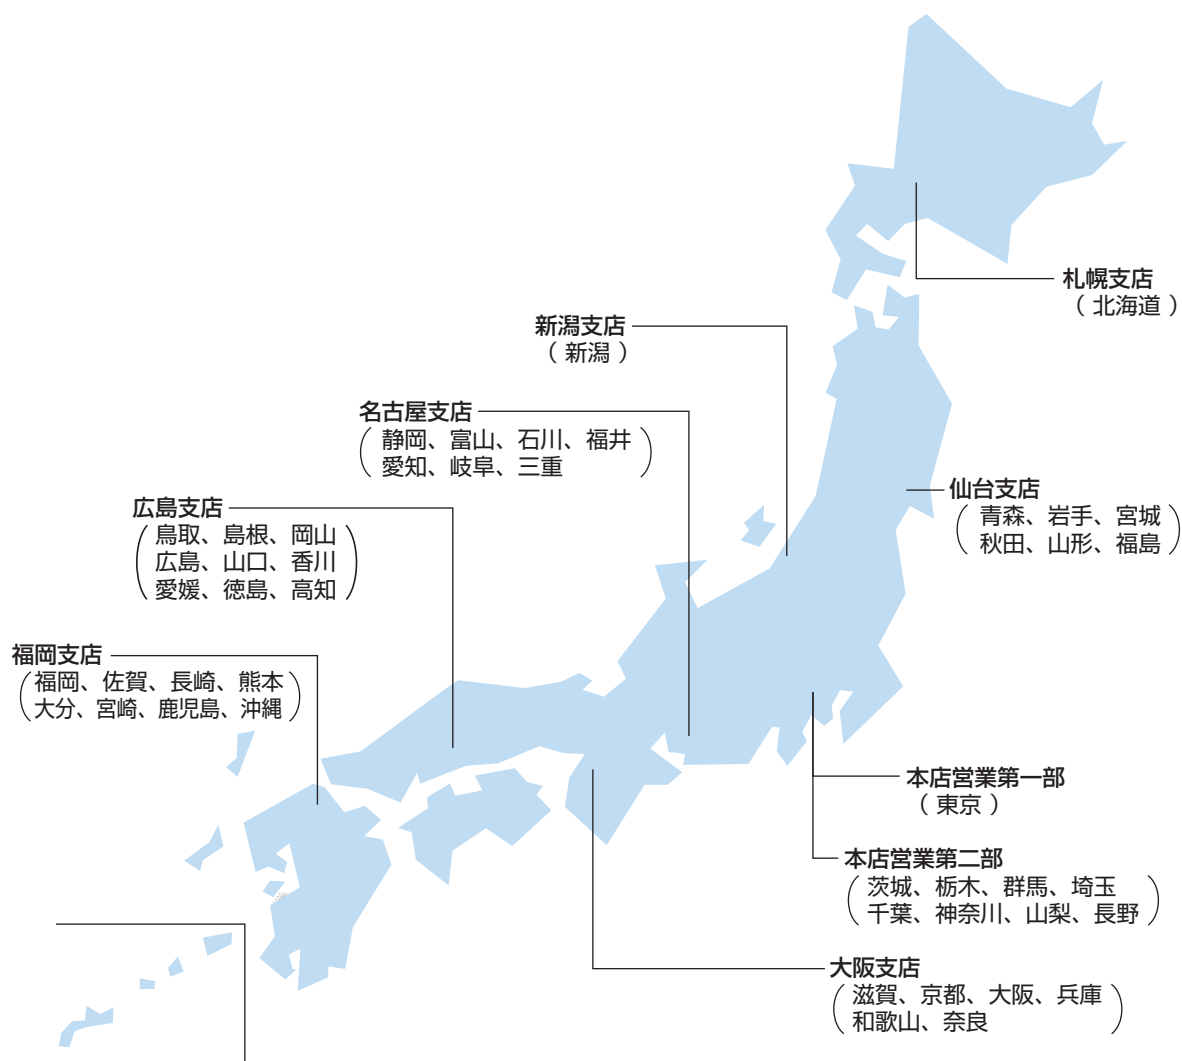 札幌支店
（ 北海道 ）
新潟支店
（ 新潟 ）
名古屋支店
静岡、富山、石川、福井
愛知、岐阜、三重
仙台支店
青森、岩手、宮城
秋田、山形、福島
広島支店
鳥取、島根、岡山
広島、山口、香川
愛媛、徳島、高知
福岡支店
福岡、佐賀、長崎、熊本
大分、宮崎、鹿児島、沖縄
本店営業第一部
（ 東京 ）
本店営業第二部
茨城、栃木、群馬、埼玉
千葉、神奈川、山梨、長野
大阪支店
滋賀、京都、大阪、兵庫
和歌山、奈良